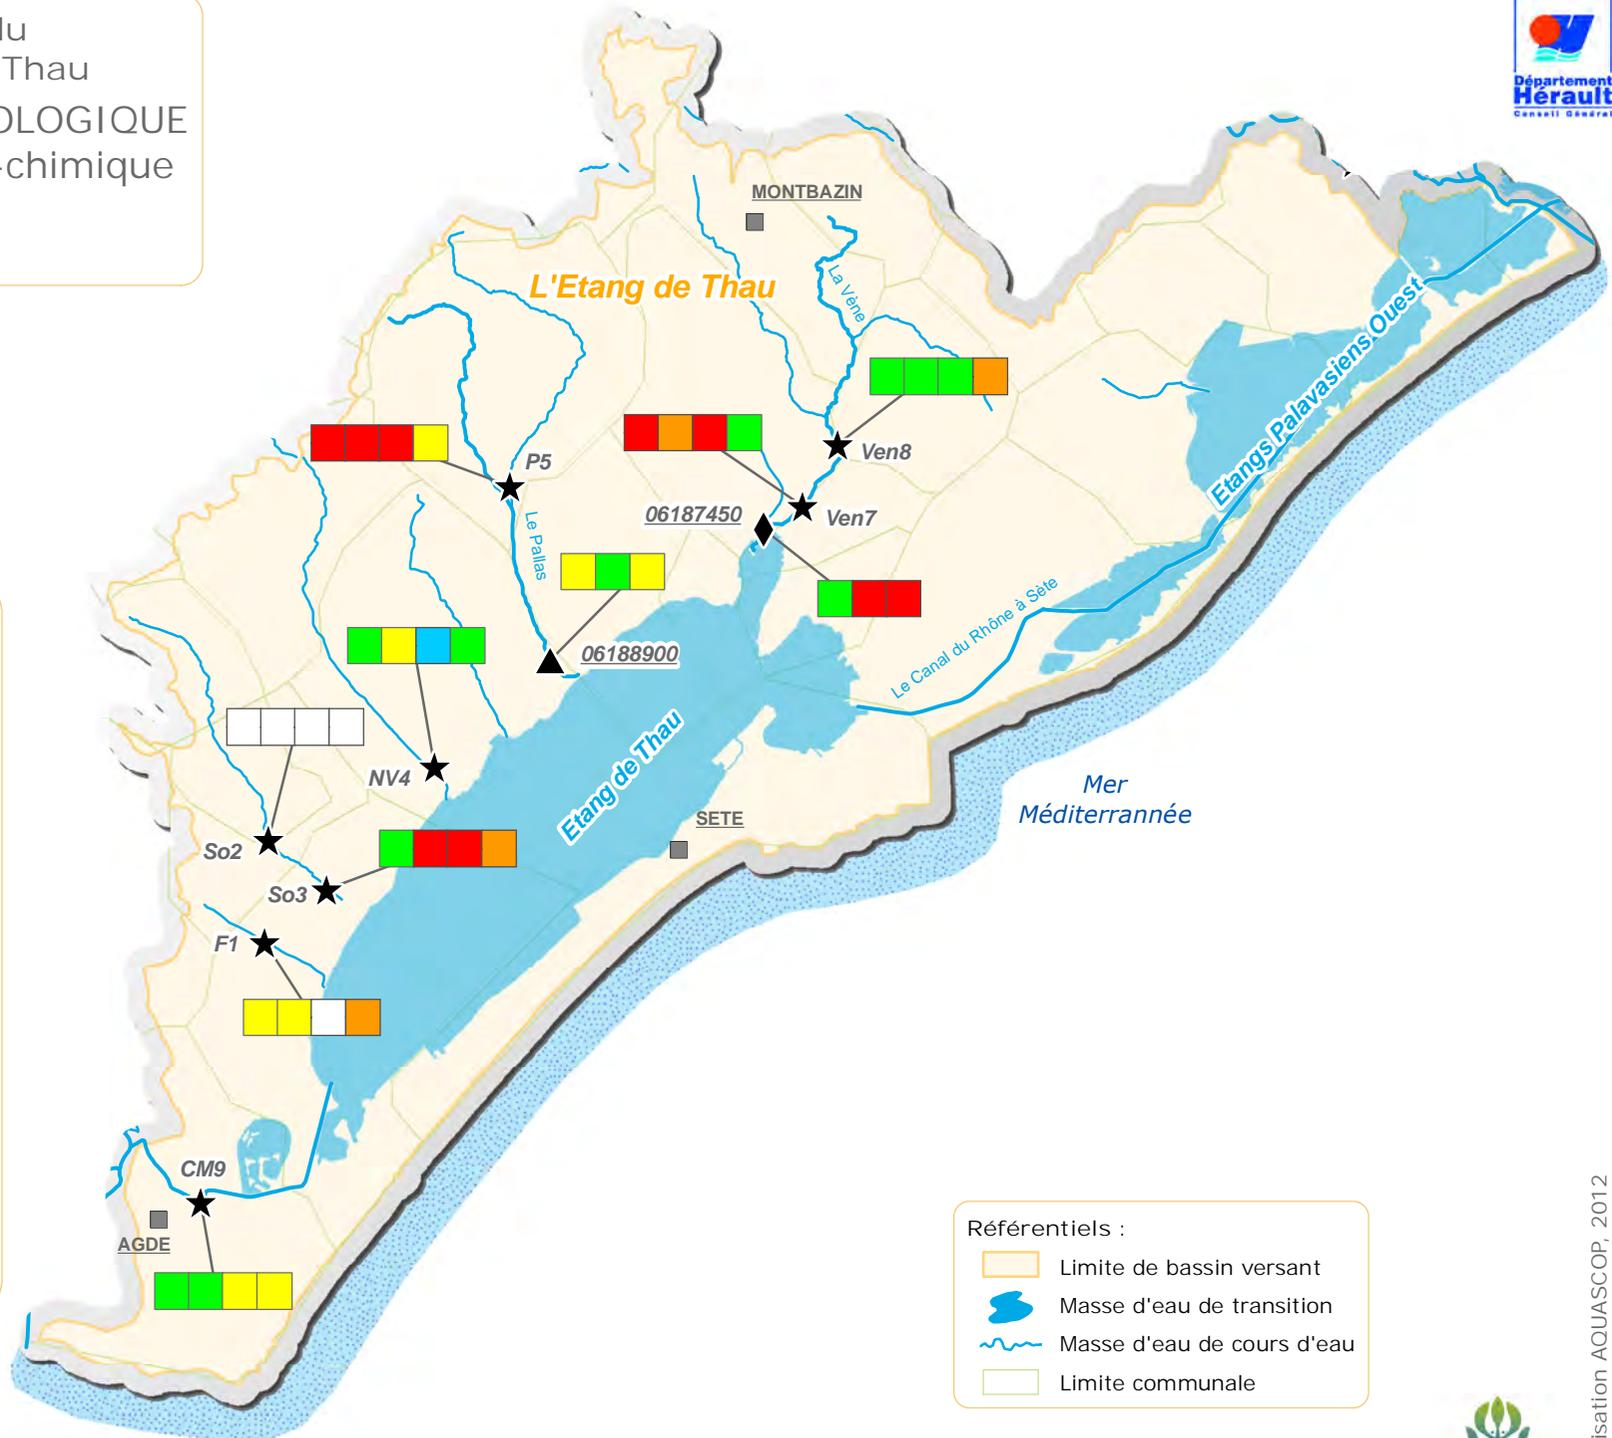 lu
Thau
OLOGIQUE
-chimique
Département
Hérault
Conseil Général
MONTBAZIN
L'Etang de Thau
La Vène
Etangs Palavasiens Ouest
Ven8
P5
06187450
Ven7
Le Pallas
Le Canal du Rhône à Sète
06188900
Etang de Thau
NV4
Mer
Méditerrannée
SETE
So2
So3
F1
CM9
AGDE
Référentiels :
Limite de bassin versant
Masse d'eau de transition
Masse d'eau de cours d'eau
Limite communale
isation AQUASCOP, 2012